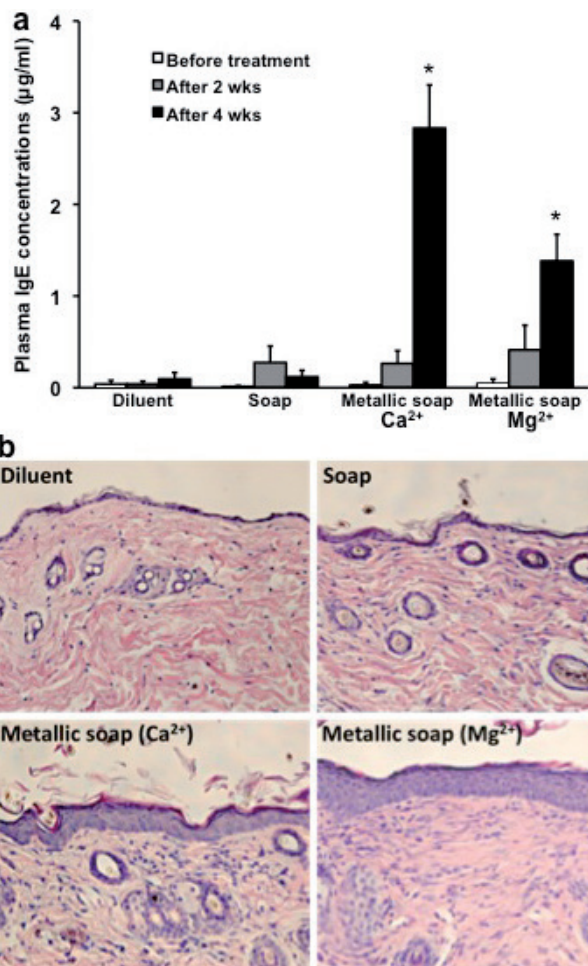 a
Plasma IgE concentrations (µg/ml)
4
3
2
1
0
Before treatment
After 2 wks
After 4 wks
*
*
Diluent
Soap
Metallic soap
Ca²⁺
Metallic soap
Mg²⁺
b
Diluent
Soap
Metallic soap (Ca²⁺)
Metallic soap (Mg²⁺)